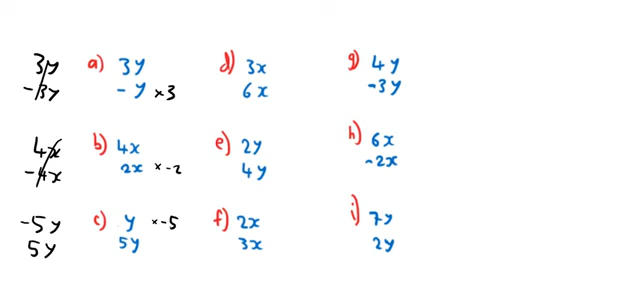 3y a) 3y d) 3x g) 4y
-3y -y ×3 6x -3y
4x b) 4x e) 2y h) 6x
-4x 2x ×-2 4y -2x
-5y c) y ×-5 f) 2x i) 7y
5y 5y 3x 2y